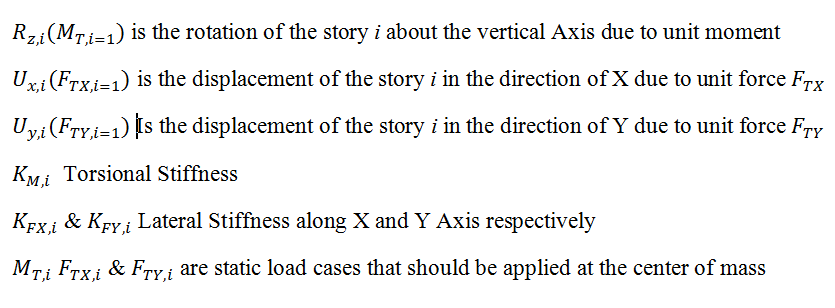 R_{z,i}(M_{T,i=1}) is the rotation of the story i about the vertical Axis due to unit moment
U_{x,i}(F_{TX,i=1}) is the displacement of the story i in the direction of X due to unit force F_{TX}
U_{y,i}(F_{TY,i=1}) Is the displacement of the story i in the direction of Y due to unit force F_{TY}
K_{M,i} Torsional Stiffness
K_{FX,i} & K_{FY,i} Lateral Stiffness along X and Y Axis respectively
M_{T,i} F_{TX,i} & F_{TY,i} are static load cases that should be applied at the center of mass